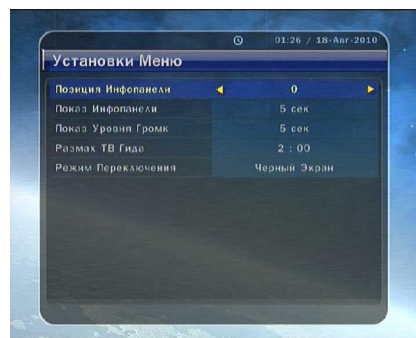 01:26 / 18-Авг-2010
Установки Меню
Позиция Инфопанели 0
Показ Инфопанели 5 сек
Показ Уровня Громк 5 сек
Размах ТВ Гида 2 : 00
Режим Переключения Черный Экран